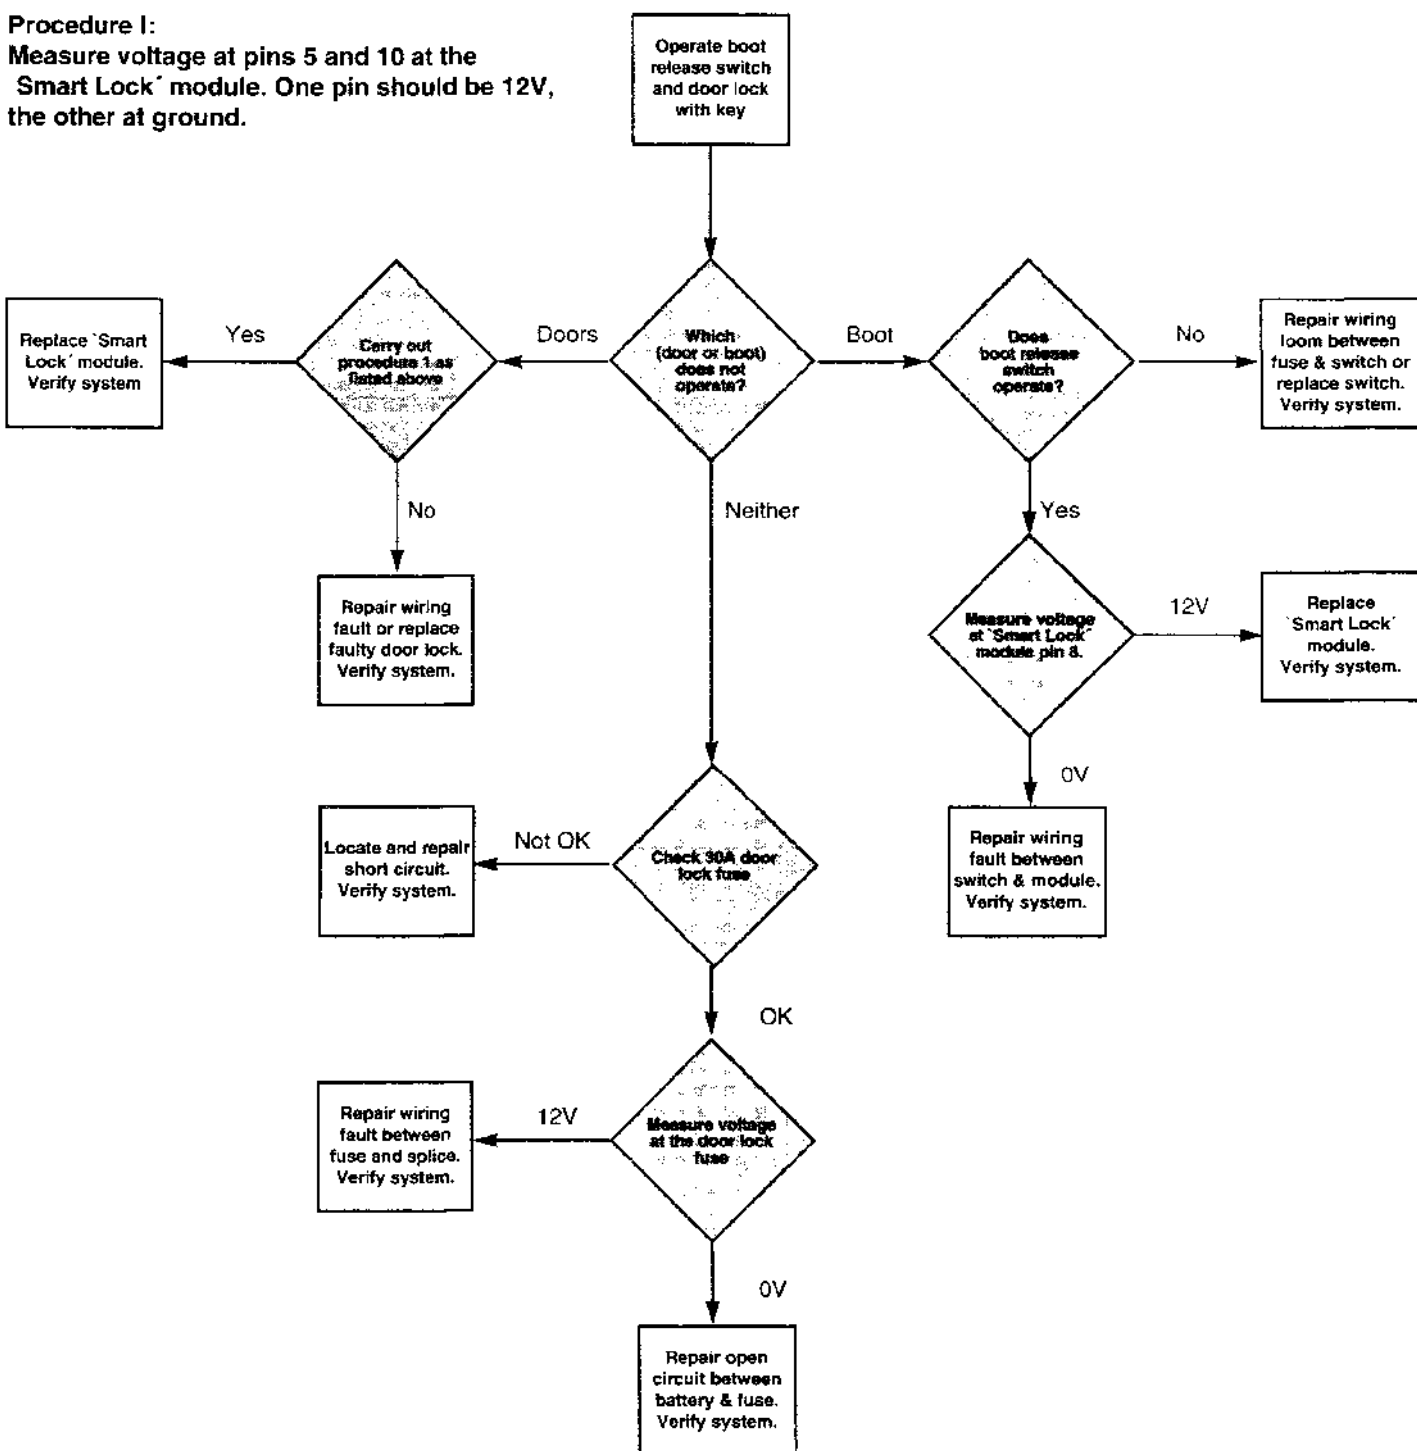 Procedure I:
Measure voltage at pins 5 and 10 at the
Smart Lock´ module. One pin should be 12V,
the other at ground.
Operate boot
release switch
and door lock
with key
Replace `Smart
Lock´ module.
Verify system
Yes
Carry out
procedure 1 as
listed above
Doors
Which
(door or boot)
does not
operate?
Boot
Does
boot release
switch
operate?
No
Repair wiring
loom between
fuse & switch or
replace switch.
Verify system.
No
Neither
Yes
Repair wiring
fault or replace
faulty door lock.
Verify system.
Measure voltage
at `Smart Lock´
module pin 8.
12V
Replace
`Smart Lock´
module.
Verify system.
0V
Locate and repair
short circuit.
Verify system.
Not OK
Check 30A door
lock fuse
Repair wiring
fault between
switch & module.
Verify system.
OK
Repair wiring
fault between
fuse and splice.
Verify system.
12V
Measure voltage
at the door lock
fuse
0V
Repair open
circuit between
battery & fuse.
Verify system.